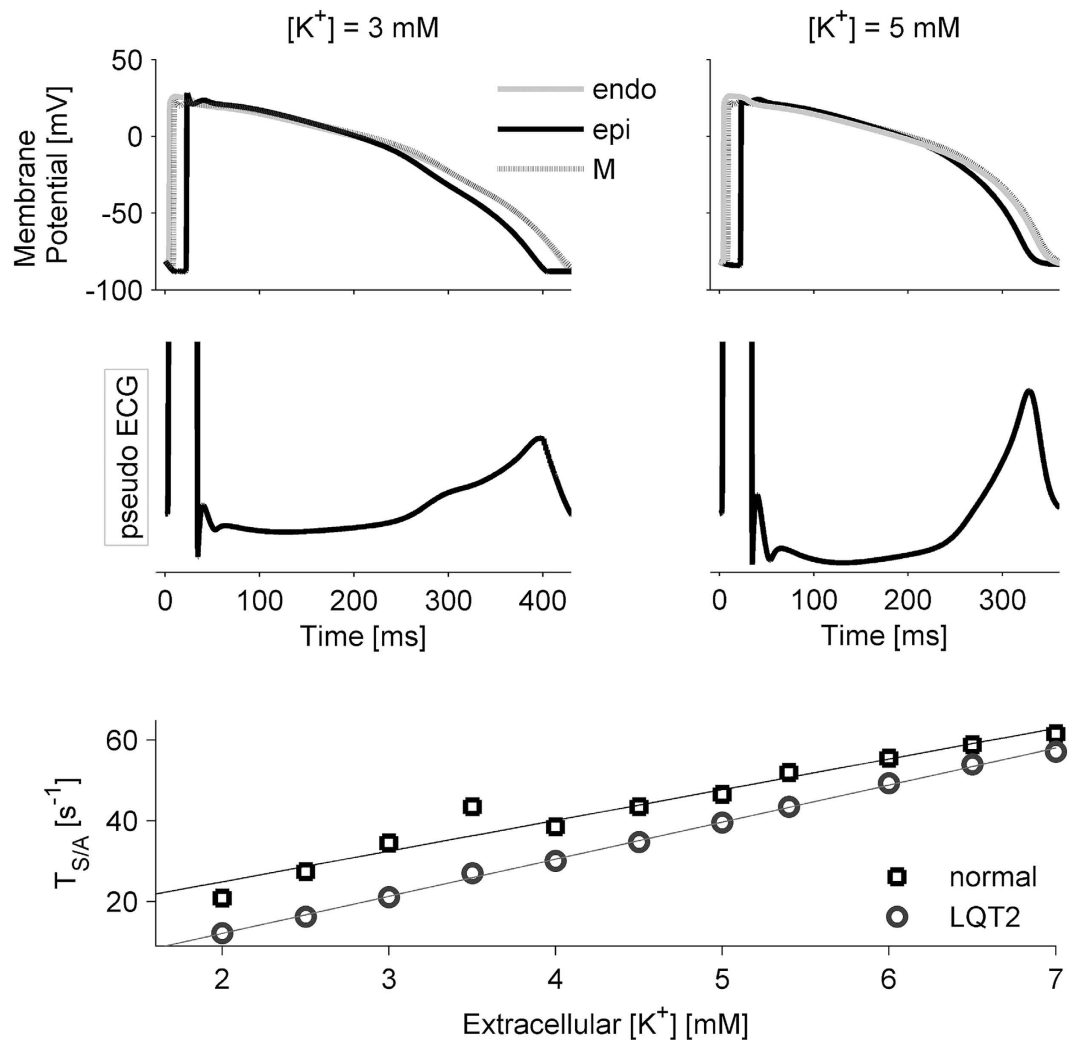 [K⁺] = 3 mM
[K⁺] = 5 mM
Membrane
Potential [mV]
50
0
-50
-100
endo
epi
M
pseudo ECG
0 100 200 300 400
Time [ms]
0 100 200 300
Time [ms]
T_S/A [s⁻¹]
60
40
20
normal
LQT2
2 3 4 5 6 7
Extracellular [K⁺] [mM]